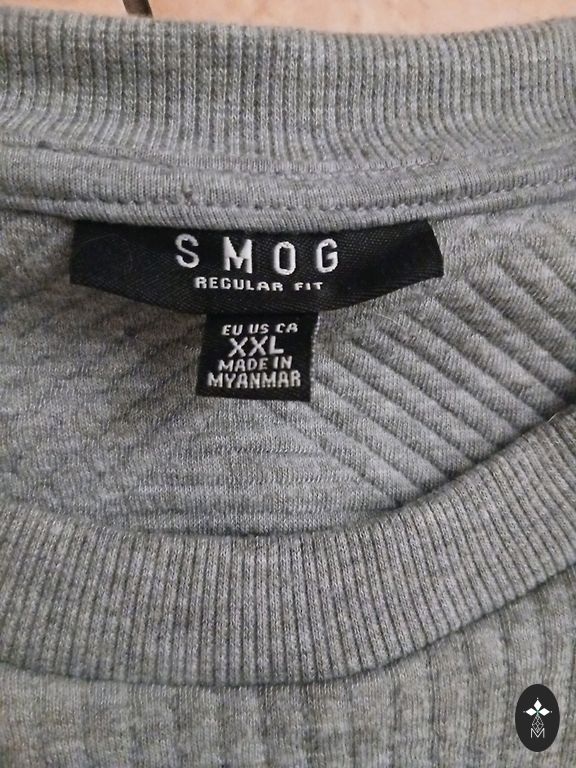 SMOG
REGULAR FIT
EU US CA
XXL
MADE IN
MYANMAR
M